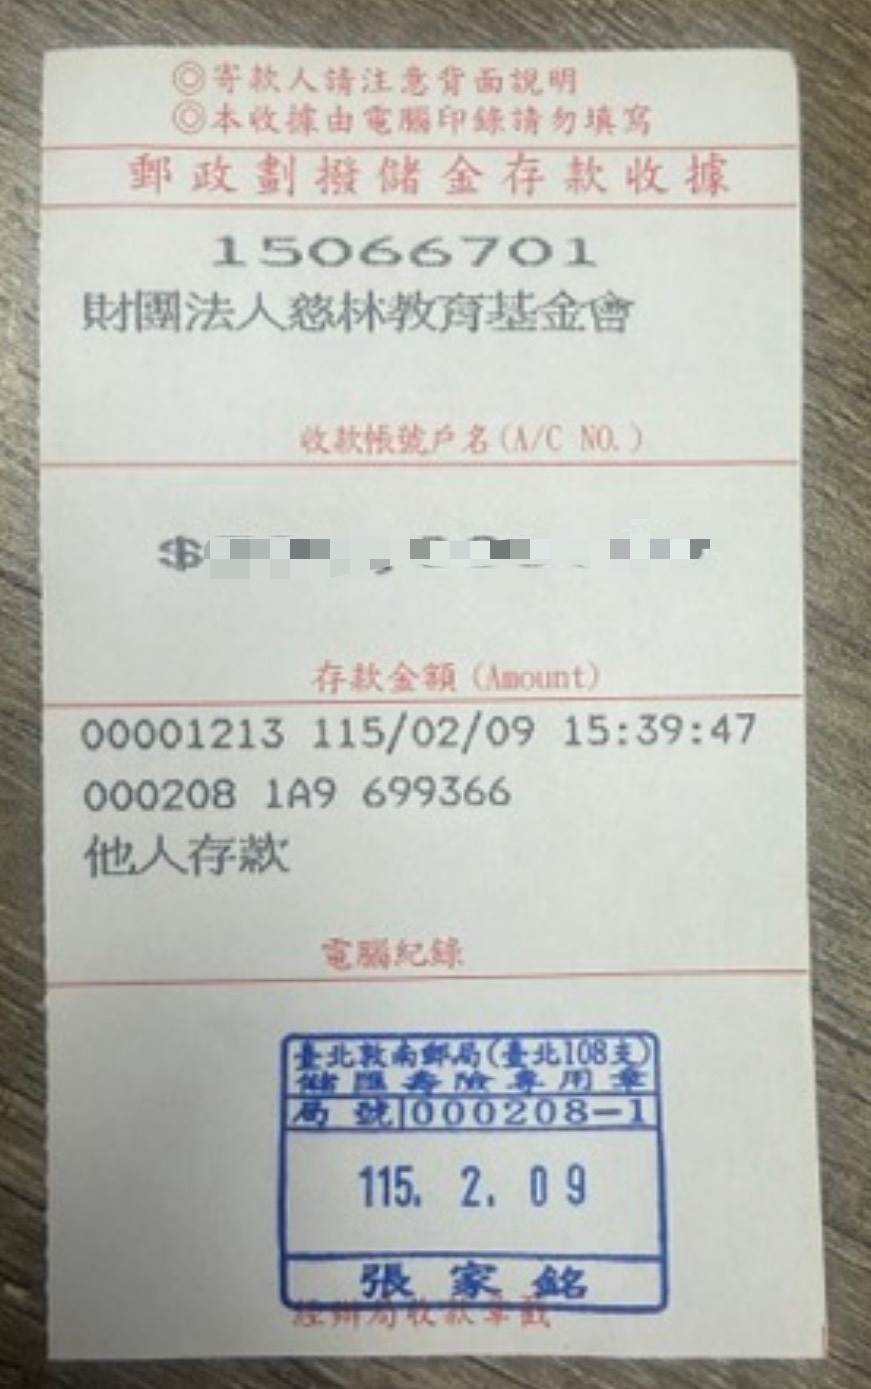 ◎寄款人請注意背面說明
◎本收據由電腦印錄請勿填寫
郵政劃撥儲金存款收據
15066701
財團法人慈林教育基金會
收款帳號戶名(A/C NO.)
$
存款金額(Amount)
00001213 115/02/09 15:39:47
000208 1A9 699366
他人存款
電腦紀錄
臺北敦南郵局(臺北108支)
儲匯壽險專用章
局號 000208-1
115. 2. 09
張家銘
經辦局收款章戳